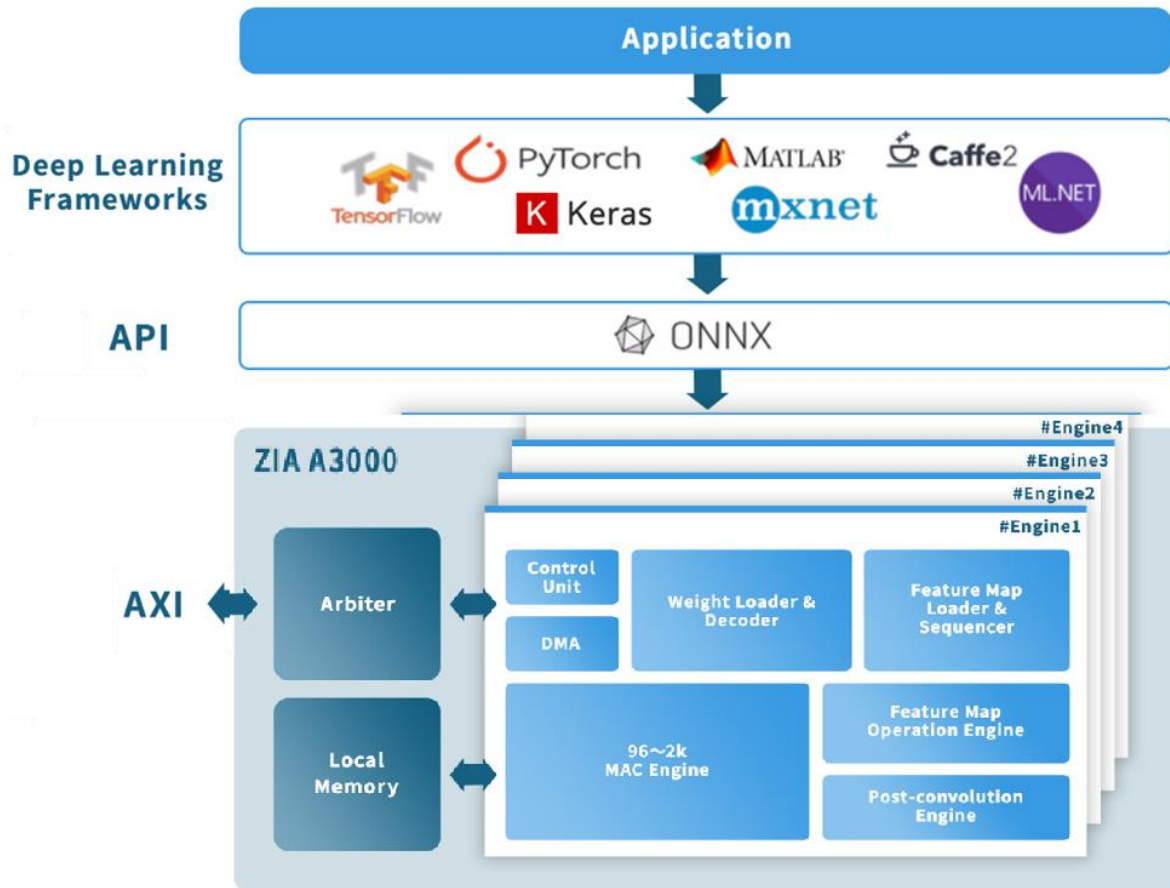 Application
Deep Learning
Frameworks
TensorFlow
PyTorch
K Keras
MATLAB®
mxnet
Caffe2
ML.NET
API
ONNX
ZIA A3000
#Engine4
#Engine3
#Engine2
#Engine1
AXI
Arbiter
Local
Memory
Control
Unit
DMA
Weight Loader &
Decoder
Feature Map
Loader &
Sequencer
96～2k
MAC Engine
Feature Map
Operation Engine
Post-convolution
Engine